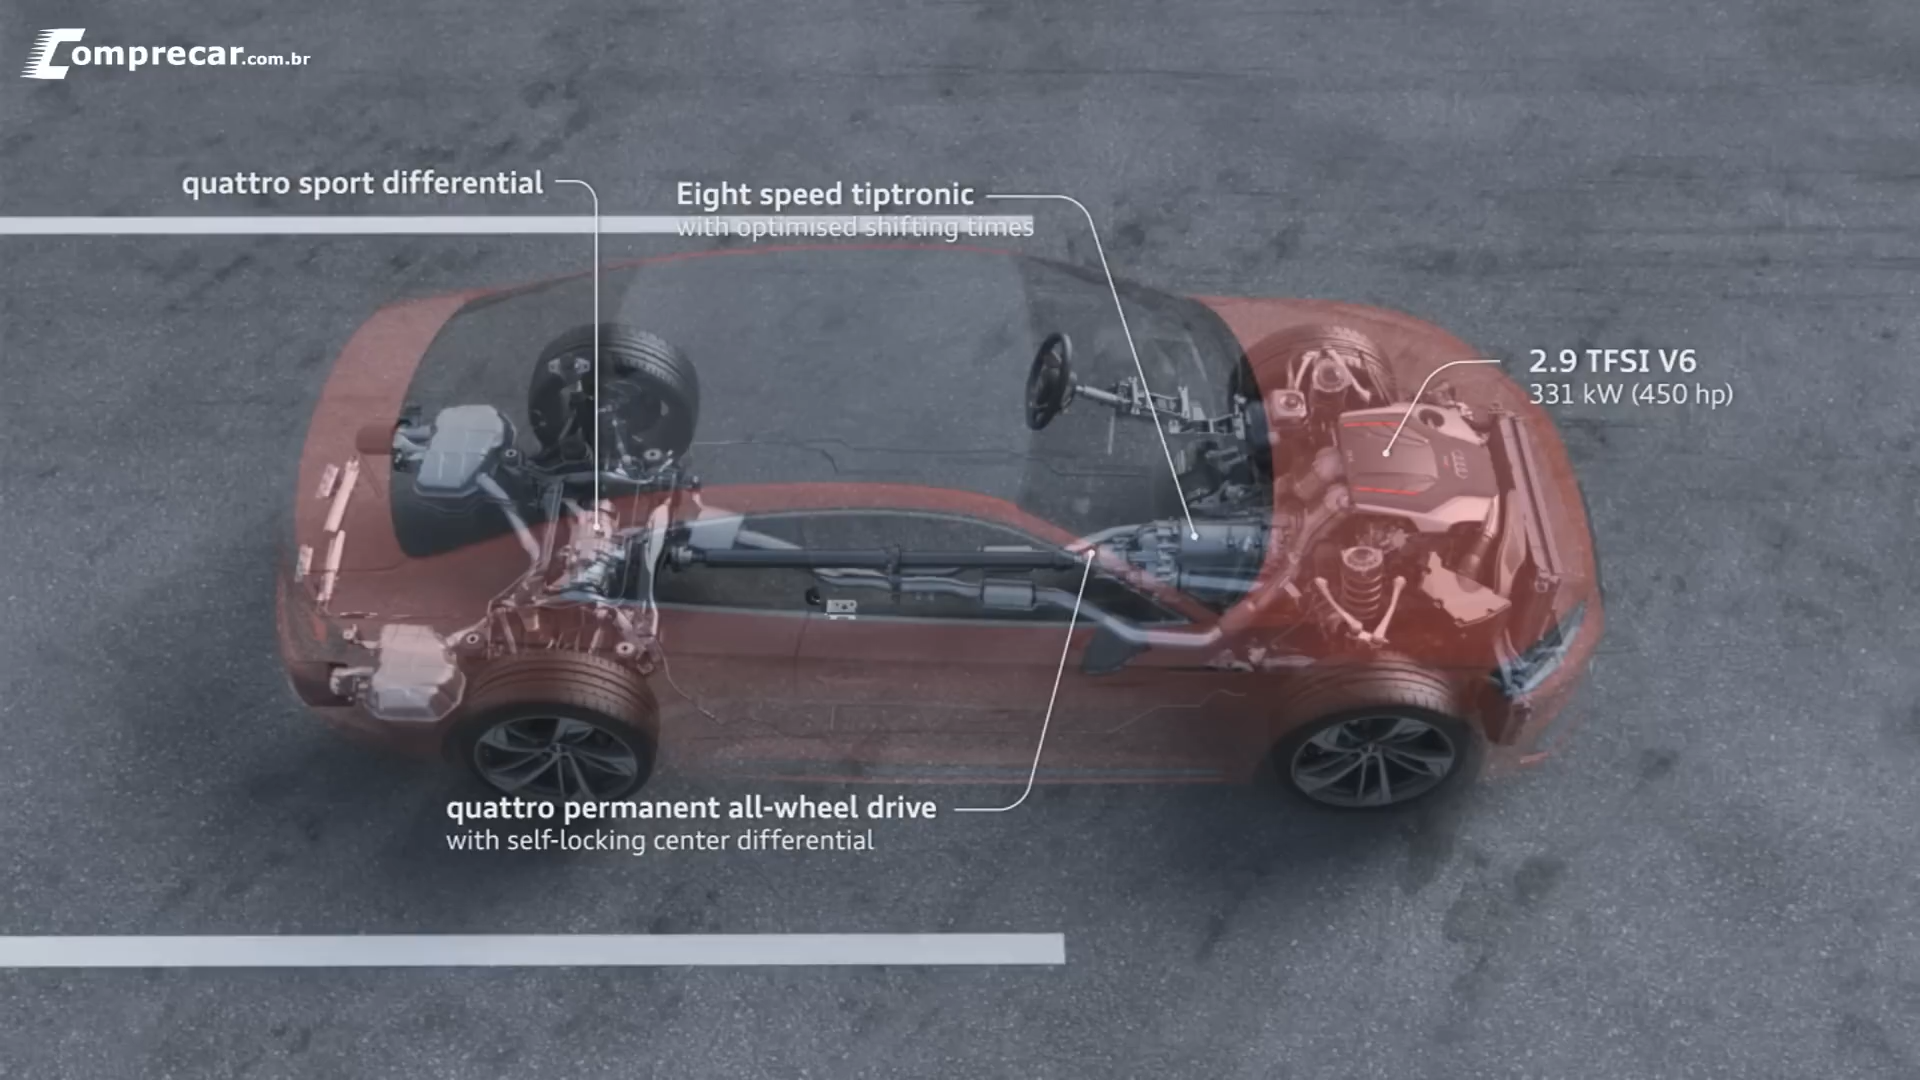 Comprecar.com.br
quattro sport differential
Eight speed tiptronic
with optimised shifting times
2.9 TFSI V6
331 kW (450 hp)
quattro permanent all-wheel drive
with self-locking center differential